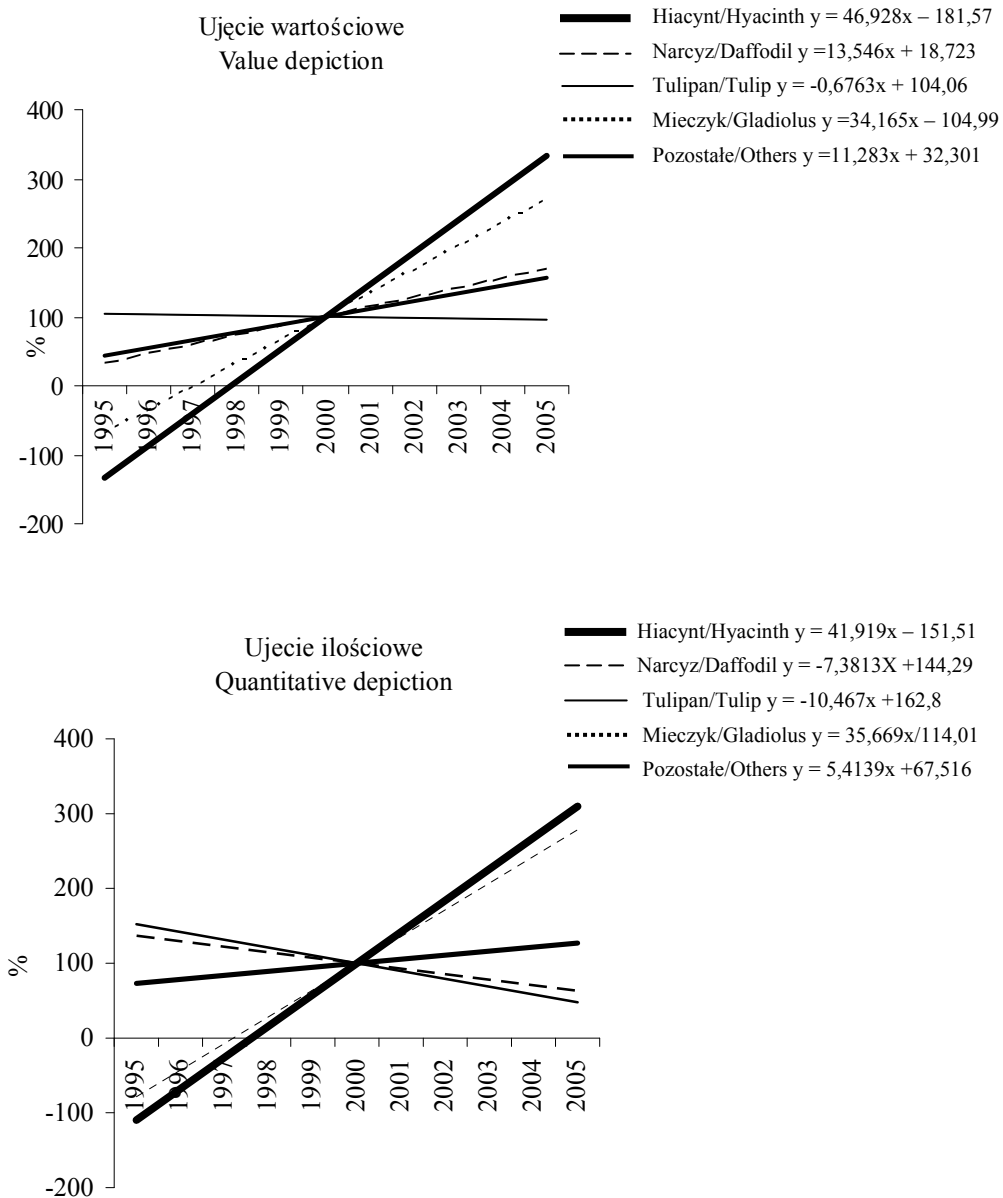 Ujęcie wartościowe
Value depiction
Hiacynt/Hyacinth y = 46,928x – 181,57
Narcyz/Daffodil y =13,546x + 18,723
Tulipan/Tulip y = -0,6763x + 104,06
Mieczyk/Gladiolus y =34,165x – 104,99
Pozostałe/Others y =11,283x + 32,301
400
300
200
100
0
-100
-200
%
1995
1996
1997
1998
1999
2000
2001
2002
2003
2004
2005
Ujecie ilościowe
Quantitative depiction
Hiacynt/Hyacinth y = 41,919x – 151,51
Narcyz/Daffodil y = -7,3813X +144,29
Tulipan/Tulip y = -10,467x +162,8
Mieczyk/Gladiolus y = 35,669x/114,01
Pozostałe/Others y = 5,4139x +67,516
400
300
200
100
0
-100
-200
%
1995
1996
1997
1998
1999
2000
2001
2002
2003
2004
2005